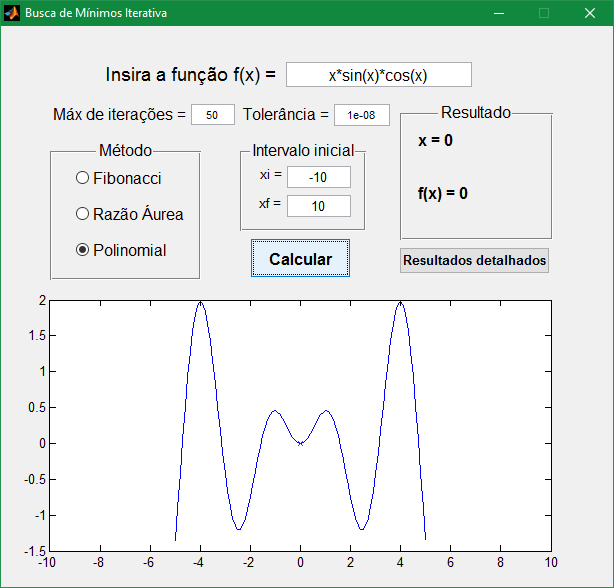 Busca de Mínimos Iterativa
Insira a função f(x) = x*sin(x)*cos(x)
Máx de iterações = 50 Tolerância = 1e-08
Método
Fibonacci
Razão Áurea
Polinomial
Intervalo inicial
xi = -10
xf = 10
Calcular
Resultado
x = 0
f(x) = 0
Resultados detalhados
2
1.5
1
0.5
0
-0.5
-1
-1.5
-10 -8 -6 -4 -2 0 2 4 6 8 10